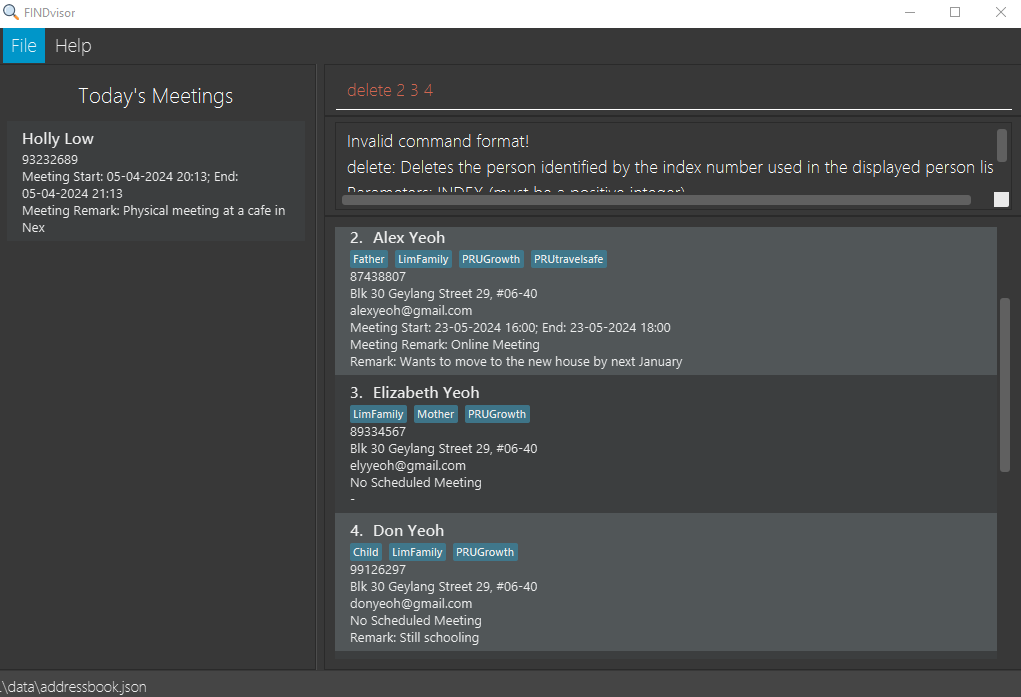 FINDvisor
File Help
Today's Meetings
Holly Low
93232689
Meeting Start: 05-04-2024 20:13; End:
05-04-2024 21:13
Meeting Remark: Physical meeting at a cafe in
Nex
delete 2 3 4
Invalid command format!
delete: Deletes the person identified by the index number used in the displayed person lis
Parameters: INDEX (must be a positive integer)
2. Alex Yeoh
Father LimFamily PRUGrowth PRUtravelsafe
87438807
Blk 30 Geylang Street 29, #06-40
alexyeoh@gmail.com
Meeting Start: 23-05-2024 16:00; End: 23-05-2024 18:00
Meeting Remark: Online Meeting
Remark: Wants to move to the new house by next January
3. Elizabeth Yeoh
LimFamily Mother PRUGrowth
89334567
Blk 30 Geylang Street 29, #06-40
elyyeoh@gmail.com
No Scheduled Meeting
-
4. Don Yeoh
Child LimFamily PRUGrowth
99126297
Blk 30 Geylang Street 29, #06-40
donyeoh@gmail.com
No Scheduled Meeting
Remark: Still schooling
.\data\addressbook.json